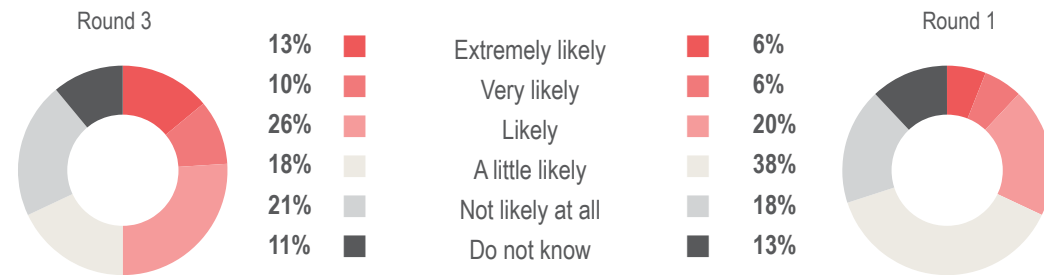 Round 3 Round 1
13% Extremely likely 6%
10% Very likely 6%
26% Likely 20%
18% A little likely 38%
21% Not likely at all 18%
11% Do not know 13%